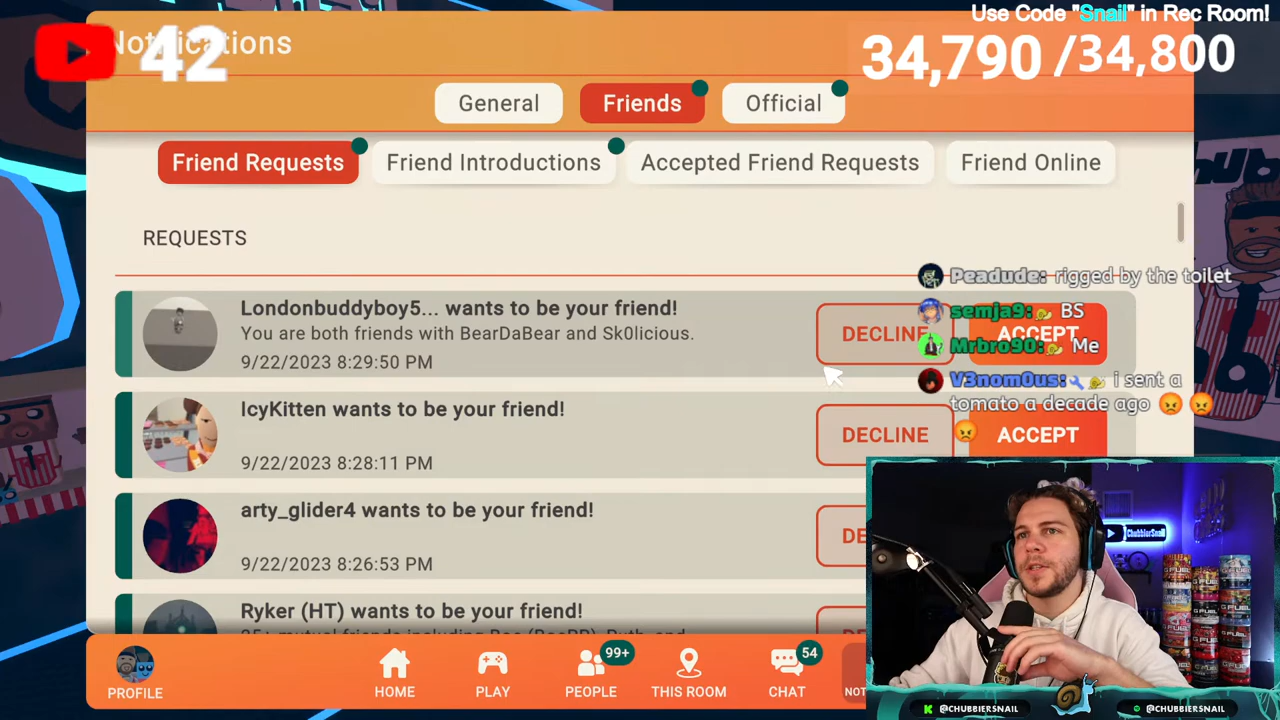 Use Code "Snail" in Rec Room!
Notifications
42
34,790 /34,800
General
Friends
Official
Friend Requests
Friend Introductions
Accepted Friend Requests
Friend Online
REQUESTS
Peadude: rigged by the toilet
Londonbuddyboy5... wants to be your friend!
You are both friends with BearDaBear and Sk0licious.
9/22/2023 8:29:50 PM
DECLINE
ACCEPT
semja9: BS
Mrbro90: Me
V3nom0us: i sent a
tomato a decade ago 😡 😡
😡
IcyKitten wants to be your friend!
9/22/2023 8:28:11 PM
DECLINE
ACCEPT
arty_glider4 wants to be your friend!
9/22/2023 8:26:53 PM
DE
Ryker (HT) wants to be your friend!
ChubbierSnail
G FUEL
PROFILE
HOME
PLAY
99+
PEOPLE
THIS ROOM
54
CHAT
NOT
@CHUBBIERSNAIL
@CHUBBIERSNAIL